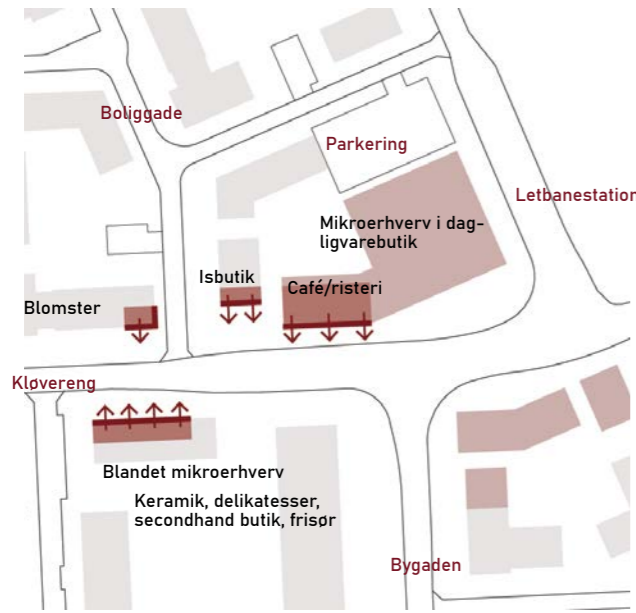 Boliggade
Parkering
Letbanestation
Mikroerhverv i dag-
ligvarebutik
Isbutik
Café/risteri
Blomster
Kløvereng
Blandet mikroerhverv
Keramik, delikatesser,
secondhand butik, frisør
Bygaden